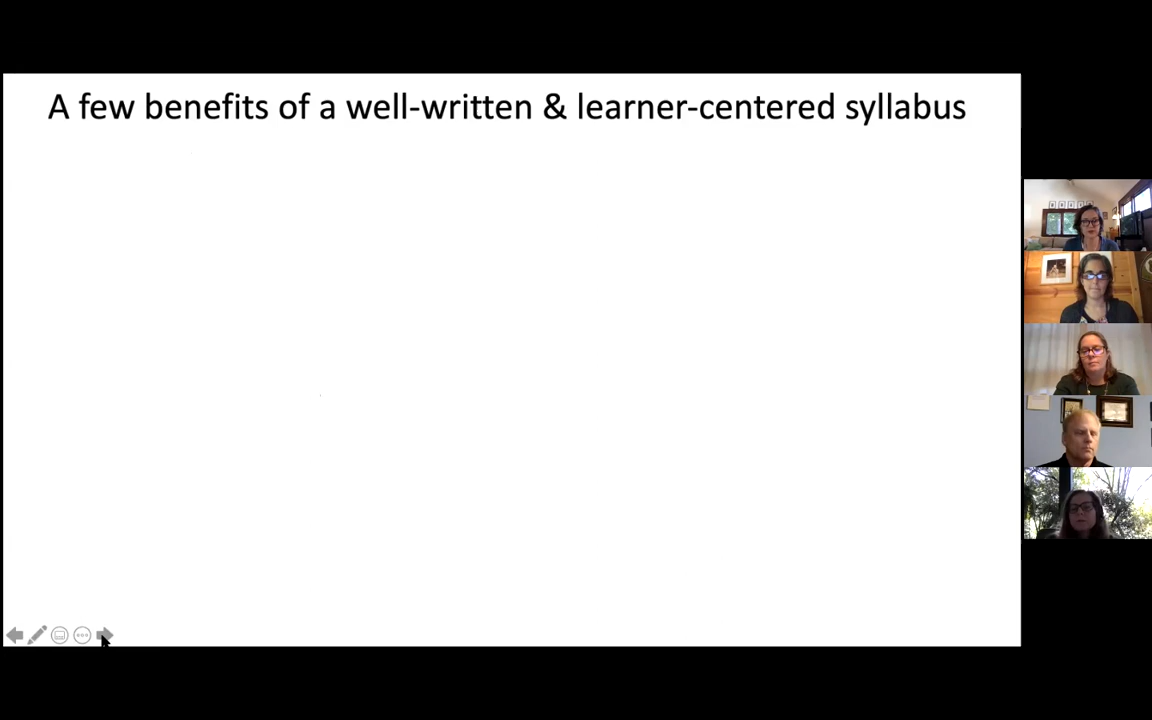 A few benefits of a well-written & learner-centered syllabus